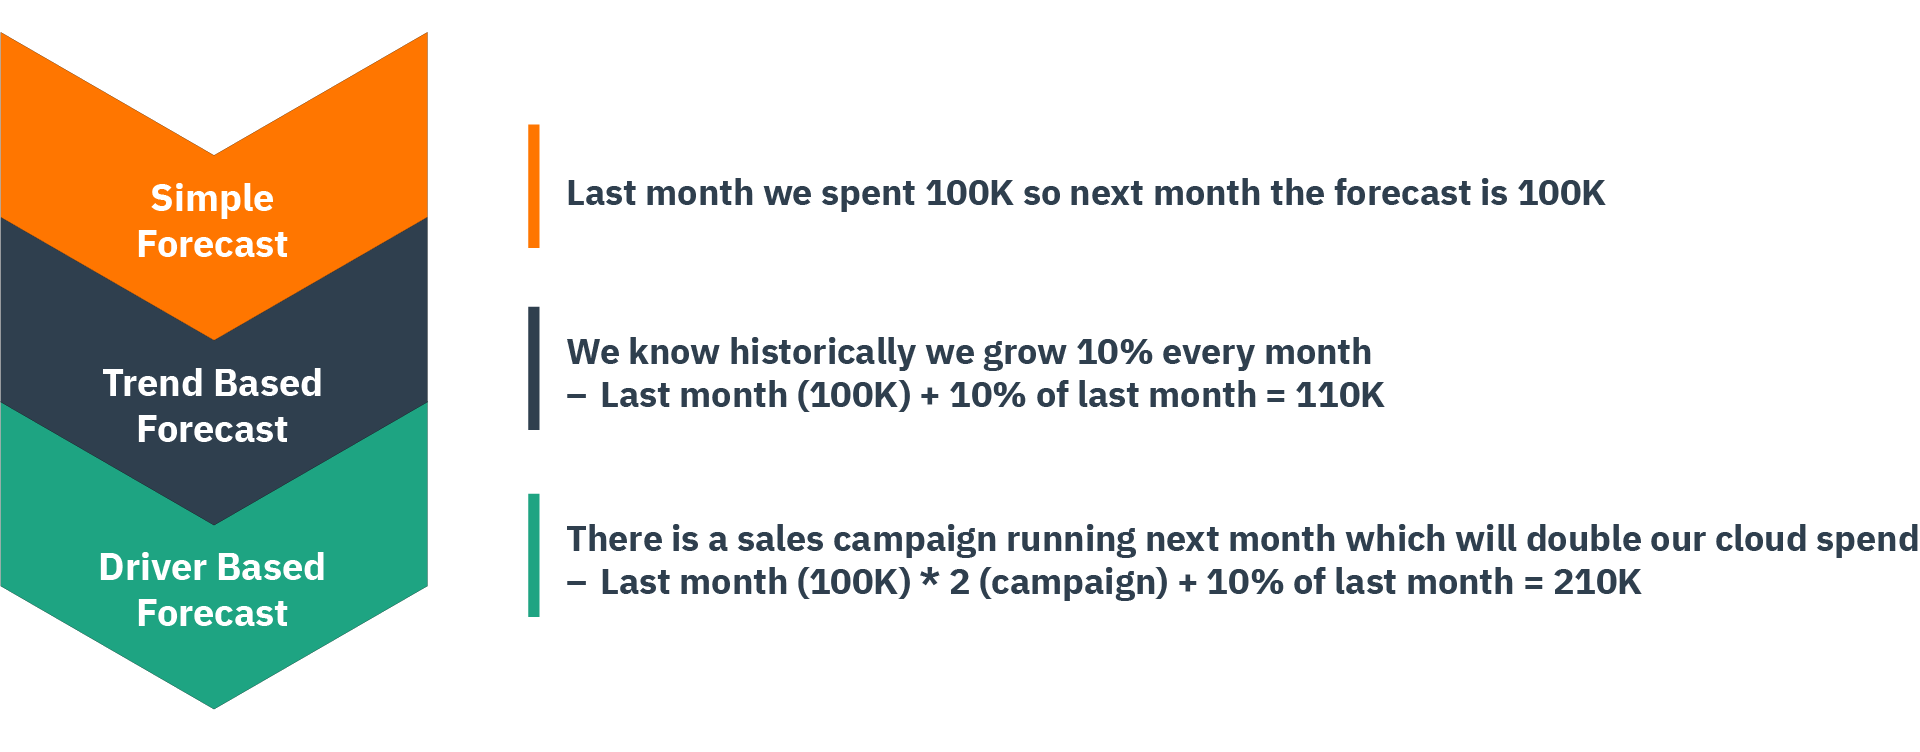 Simple
Forecast
Last month we spent 100K so next month the forecast is 100K
Trend Based
Forecast
We know historically we grow 10% every month
– Last month (100K) + 10% of last month = 110K
Driver Based
Forecast
There is a sales campaign running next month which will double our cloud spend
– Last month (100K) * 2 (campaign) + 10% of last month = 210K